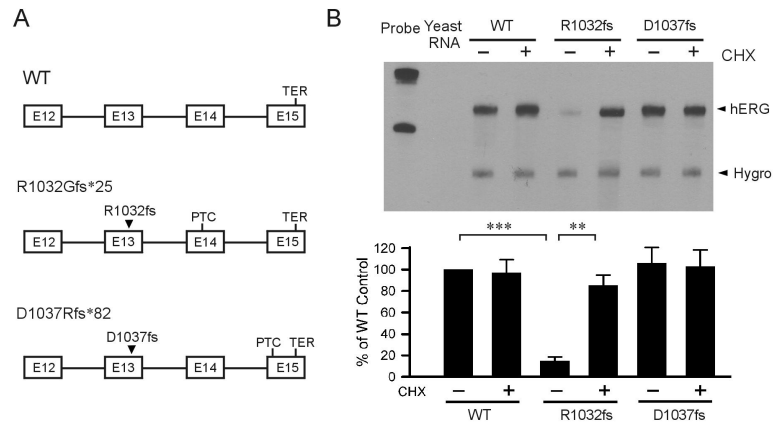 A
WT
TER
E12 E13 E14 E15
R1032Gfs*25
R1032fs
PTC TER
E12 E13 E14 E15
D1037Rfs*82
D1037fs
PTC TER
E12 E13 E14 E15
B
Probe Yeast RNA WT R1032fs D1037fs
− + − + − + CHX
hERG
Hygro
*** **
% of WT Control
120
100
80
60
40
20
0
CHX − + − + − +
WT R1032fs D1037fs